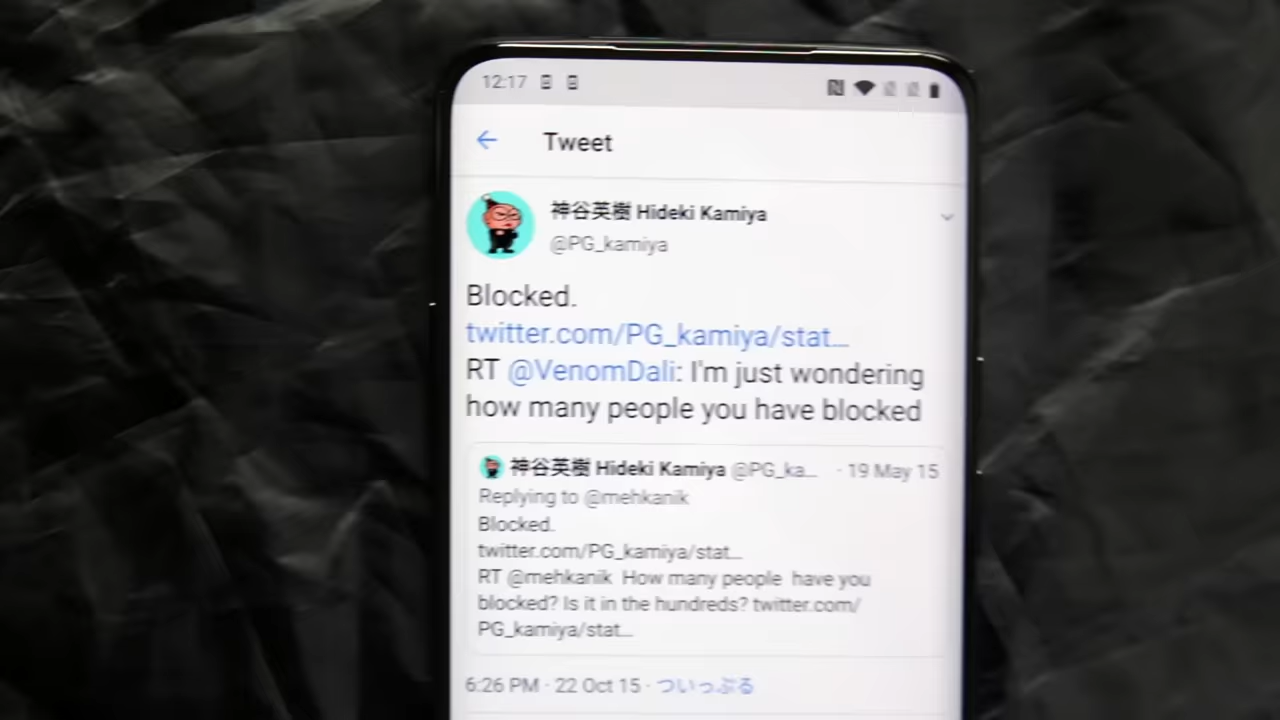 12:17
Tweet
神谷英樹 Hideki Kamiya
@PG_kamiya
Blocked.
twitter.com/PG_kamiya/stat…
RT @VenomDali: I'm just wondering
how many people you have blocked
神谷英樹 Hideki Kamiya @PG_ka… · 19 May 15
Replying to @mehkanik
Blocked.
twitter.com/PG_kamiya/stat…
RT @mehkanik How many people have you
blocked? Is it in the hundreds? twitter.com/
PG_kamiya/stat…
6:26 PM · 22 Oct 15 · ついっぷる